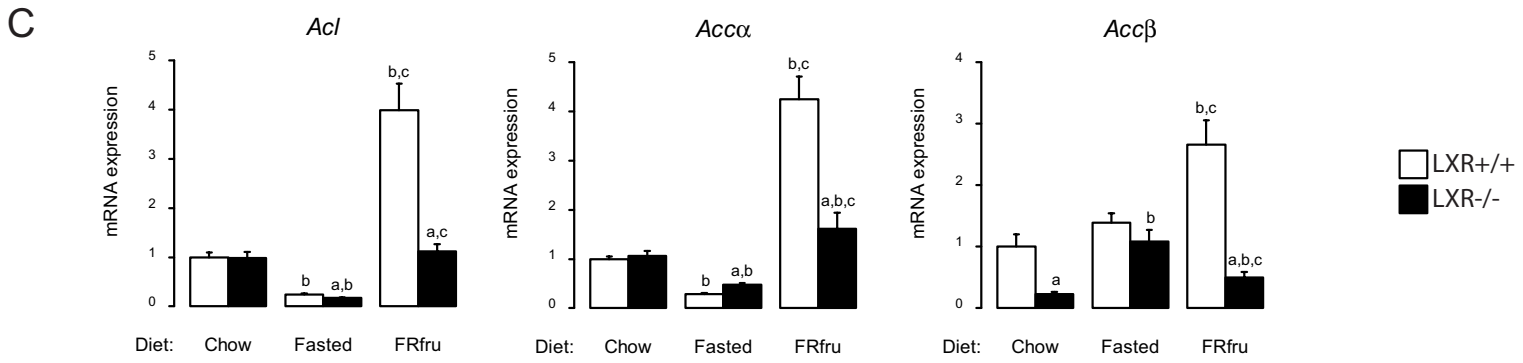 C
Acl
mRNA expression
5
4
3
2
1
0
b,c
a,c
b
a,b
Diet: Chow Fasted FRfru
Accα
mRNA expression
5
4
3
2
1
0
b,c
a,b,c
b
a,b
Diet: Chow Fasted FRfru
Accβ
mRNA expression
4
3
2
1
0
b,c
b
a,b,c
a
Diet: Chow Fasted FRfru
LXR+/+
LXR-/-